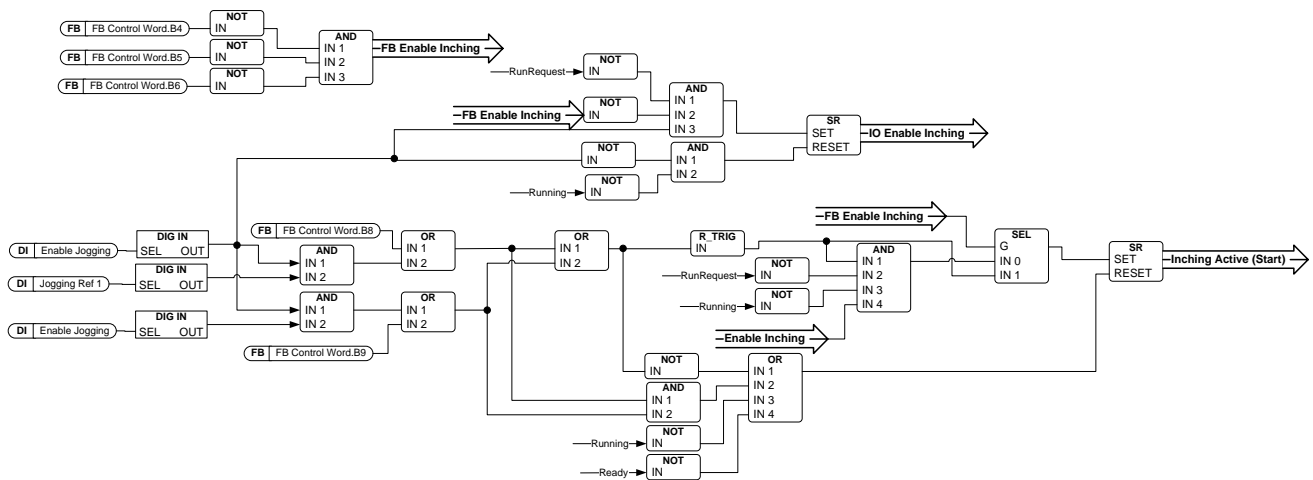 NOT
FB FB Control Word.B4
IN
AND
NOT
IN 1
FB Enable Inching
FB FB Control Word.B5
IN
IN 2
NOT
IN 3
FB FB Control Word.B6
IN
NOT
RunRequest
IN
AND
NOT
IN 1
FB Enable Inching
IN
IN 2
IN 3
SR
SET
IO Enable Inching
RESET
NOT
AND
IN
IN 1
IN 2
NOT
Running
IN
FB Enable Inching
DIG IN
DI Enable Jogging
SEL OUT
FB FB Control Word.B8
OR
IN 1
IN 2
OR
IN 1
IN 2
R_TRIG
IN
SEL
G
IN 0
IN 1
SR
SET
Inching Active (Start)
RESET
AND
IN 1
IN 2
AND
IN 1
IN 2
IN 3
IN 4
DIG IN
DI Jogging Ref 1
SEL OUT
NOT
RunRequest
IN
NOT
Running
IN
AND
IN 1
IN 2
OR
IN 1
IN 2
DIG IN
DI Enable Jogging
SEL OUT
Enable Inching
FB FB Control Word.B9
NOT
IN
OR
IN 1
IN 2
IN 3
IN 4
AND
IN 1
IN 2
NOT
Running
IN
NOT
Ready
IN